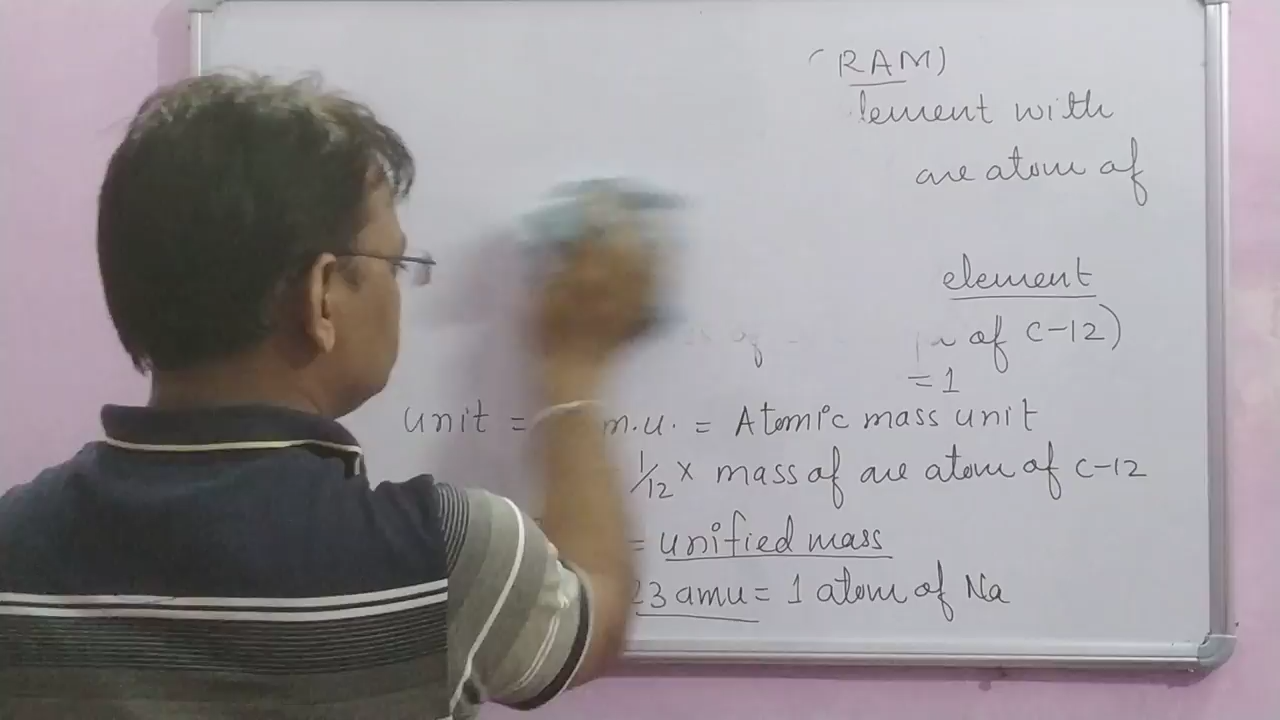 RAM)
lement with
one atom of
element
of C-12)
= 1
unit = m.u. = Atomic mass unit
1/12 x mass of one atom of C-12
= unified mass
23 amu = 1 atom of Na